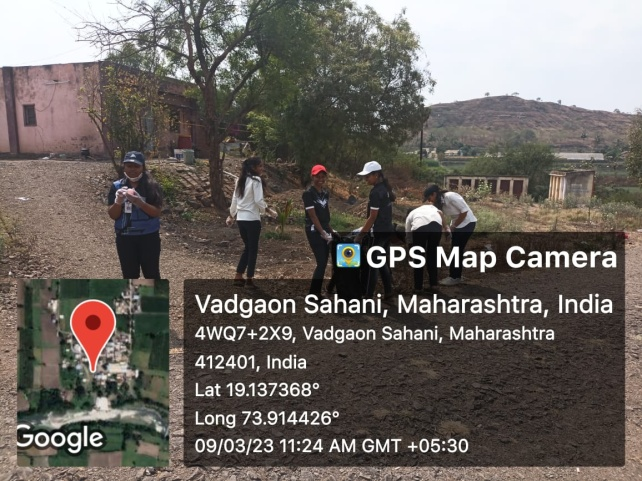 GPS Map Camera
Vadgaon Sahani, Maharashtra, India
4WQ7+2X9, Vadgaon Sahani, Maharashtra
412401, India
Lat 19.137368°
Long 73.914426°
09/03/23 11:24 AM GMT +05:30
Google